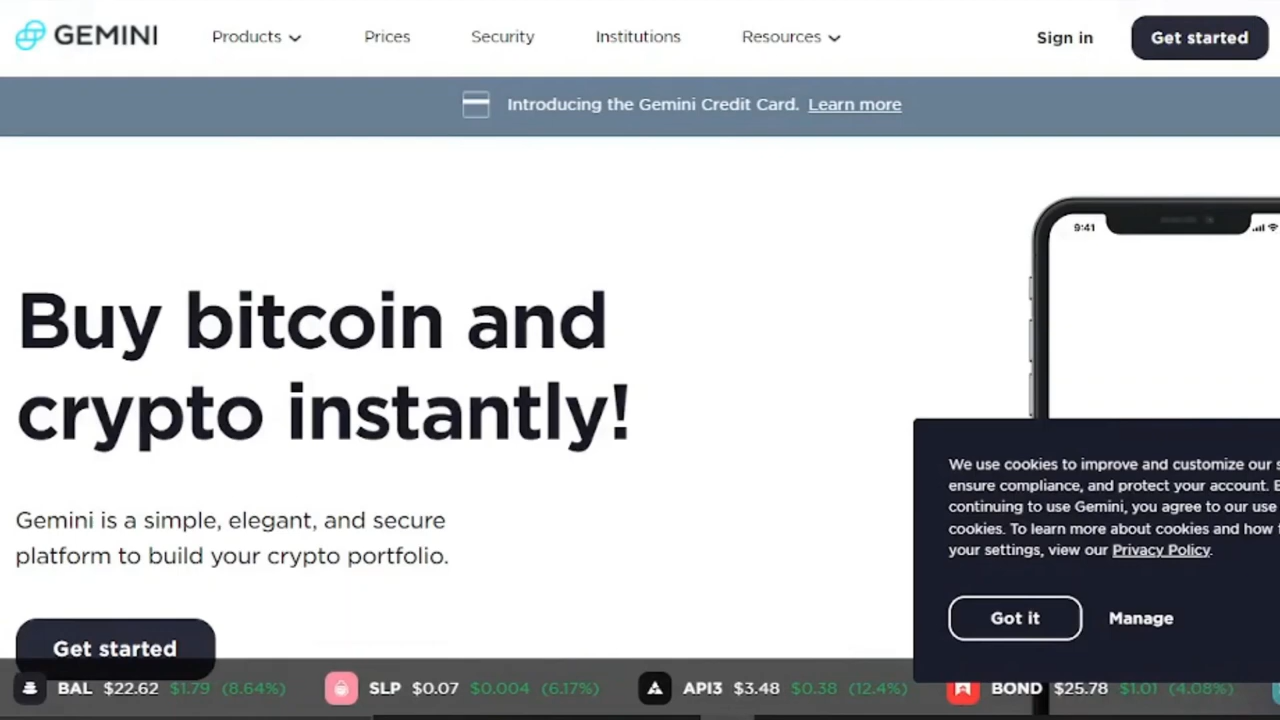 GEMINI
Products
Prices
Security
Institutions
Resources
Sign in
Get started
Introducing the Gemini Credit Card. Learn more
9:41
Buy bitcoin and
crypto instantly!
Gemini is a simple, elegant, and secure
platform to build your crypto portfolio.
Get started
We use cookies to improve and customize our
ensure compliance, and protect your account.
continuing to use Gemini, you agree to our use
cookies. To learn more about cookies and how
your settings, view our Privacy Policy.
Got it
Manage
BAL $22.62 $1.79 (8.64%)
SLP $0.07 $0.004 (6.17%)
API3 $3.48 $0.38 (12.4%)
BOND $25.78 $1.01 (4.08%)